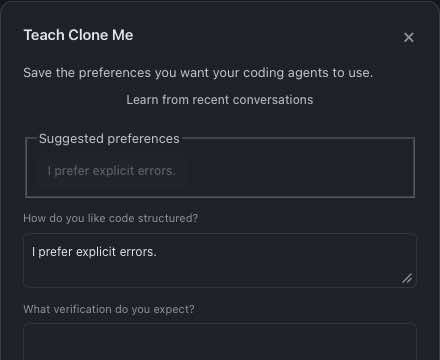 Teach Clone Me
Save the preferences you want your coding agents to use.
Learn from recent conversations
Suggested preferences
I prefer explicit errors.
How do you like code structured?
I prefer explicit errors.
What verification do you expect?